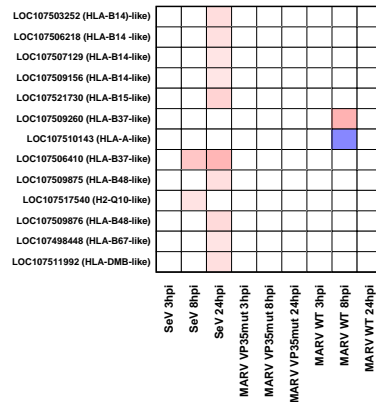 LOC107503252 (HLA-B14)-like)
LOC107506218 (HLA-B14 -like)
LOC107507129 (HLA-B14-like)
LOC107509156 (HLA-B14-like)
LOC107521730 (HLA-B15-like)
LOC107509260 (HLA-B37-like)
LOC107510143 (HLA-A-like)
LOC107506410 (HLA-B37-like)
LOC107509875 (HLA-B48-like)
LOC107517540 (H2-Q10-like)
LOC107509876 (HLA-B48-like)
LOC107498448 (HLA-B67-like)
LOC107511992 (HLA-DMB-like)
SeV 3hpi
SeV 8hpi
SeV 24hpi
MARV VP35mut 3hpi
MARV VP35mut 8hpi
MARV VP35mut 24hpi
MARV WT 3hpi
MARV WT 8hpi
MARV WT 24hpi